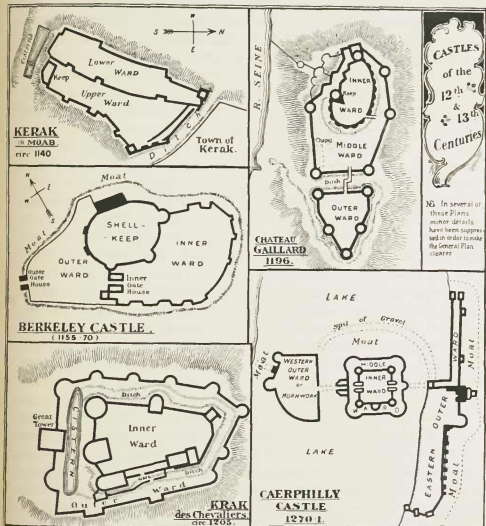 Cistern
S
W
N
E
Lower
WARD
Keep
Upper
Ward
DITCH
KERAK
IN MOAB.
circ 1140
Town of
Kerak.
R. SEINE
INNER
Keep
WARD
Chapel
MIDDLE
WARD
Ditch
OUTER
WARD
CHATEAU
GAILLARD
1196.
CASTLES
of the
12th
&
13th
Centuries
NB In several of
these Plans
minor details
have been suppres-
sed in order to make
the General Plan
clearer
Moat
Moat
SHELL-
KEEP
OUTER
WARD
INNER
WARD
Outer
Gate
House
Inner
Gate
House
BERKELEY CASTLE.
(1155-70)
Ditch
Great
Tower
CISTERN
Inner
Ward
Ditch
Outer Ward
KRAK
des Chevaliers.
circ 1205.
LAKE
Spit of Gravel
Moat
Moat
WESTERN
OUTER
WARD
or
HORNWORK
MIDDLE
INNER
WARD
WARD
WARD
Moat
LAKE
EASTERN OUTER
Moat
CAERPHILLY
CASTLE
1270-1.